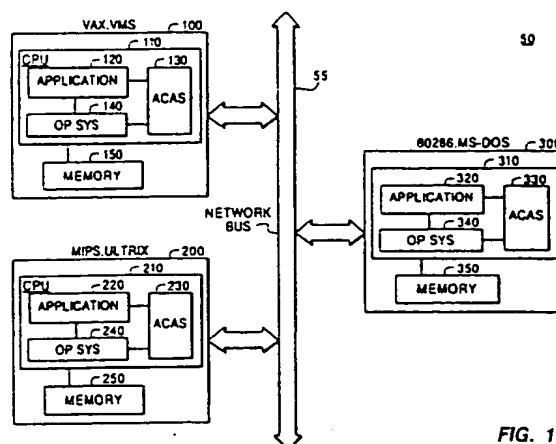 VAX.VMS 100
110
CPU 120 130
APPLICATION
ACAS
140
OP SYS
150
MEMORY
MIPS.ULTRIX 200
210
CPU 220 230
APPLICATION
ACAS
240
OP SYS
250
MEMORY
NETWORK
BUS
55
50
80286.MS-DOS 301
310
320 330
APPLICATION
ACAS
340
OP SYS
350
MEMORY
FIG. 1